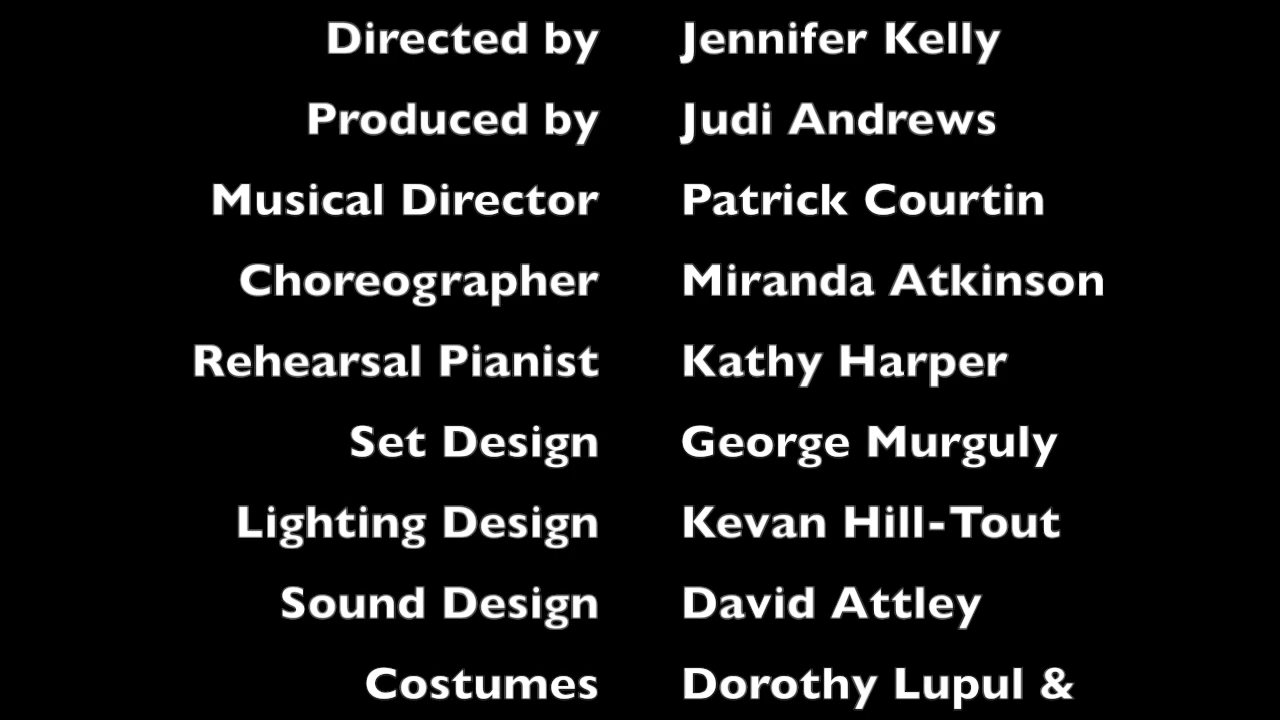 Directed by Jennifer Kelly
Produced by Judi Andrews
Musical Director Patrick Courtin
Choreographer Miranda Atkinson
Rehearsal Pianist Kathy Harper
Set Design George Murguly
Lighting Design Kevan Hill-Tout
Sound Design David Attley
Costumes Dorothy Lupul &